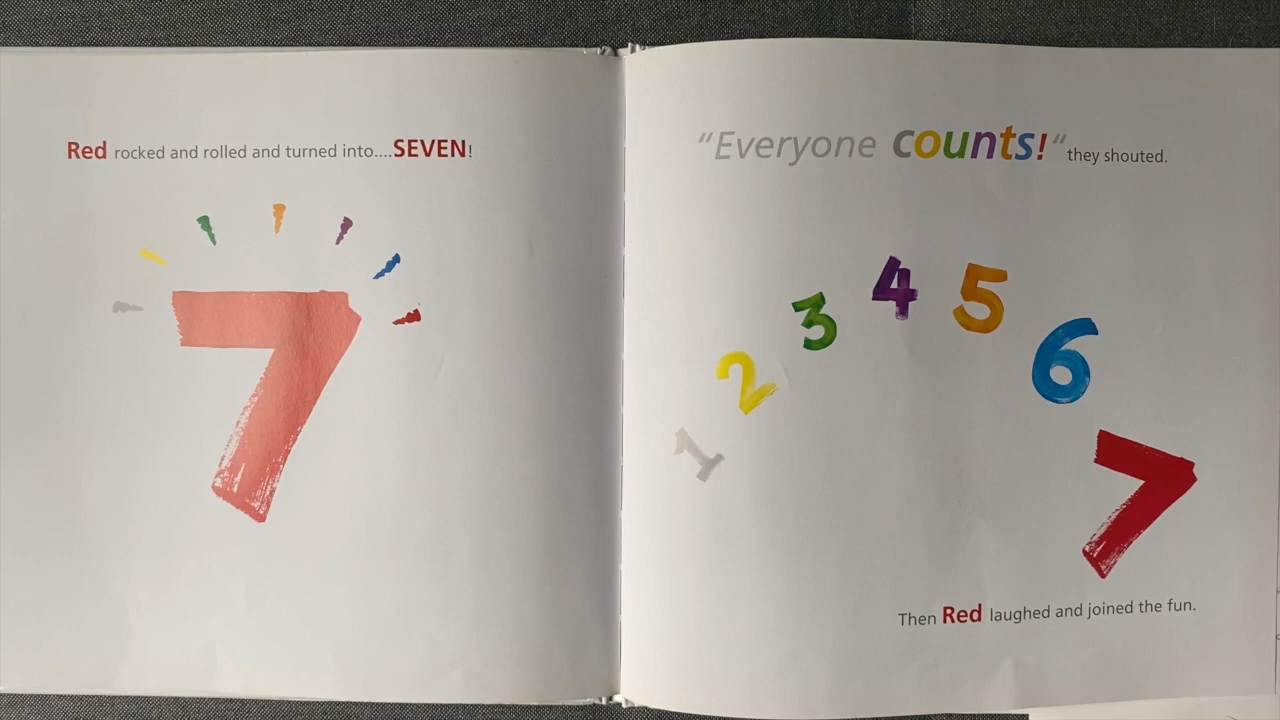 Red rocked and rolled and turned into....SEVEN!
7
"Everyone counts!" they shouted.
1 2 3 4 5 6 7
Then Red laughed and joined the fun.